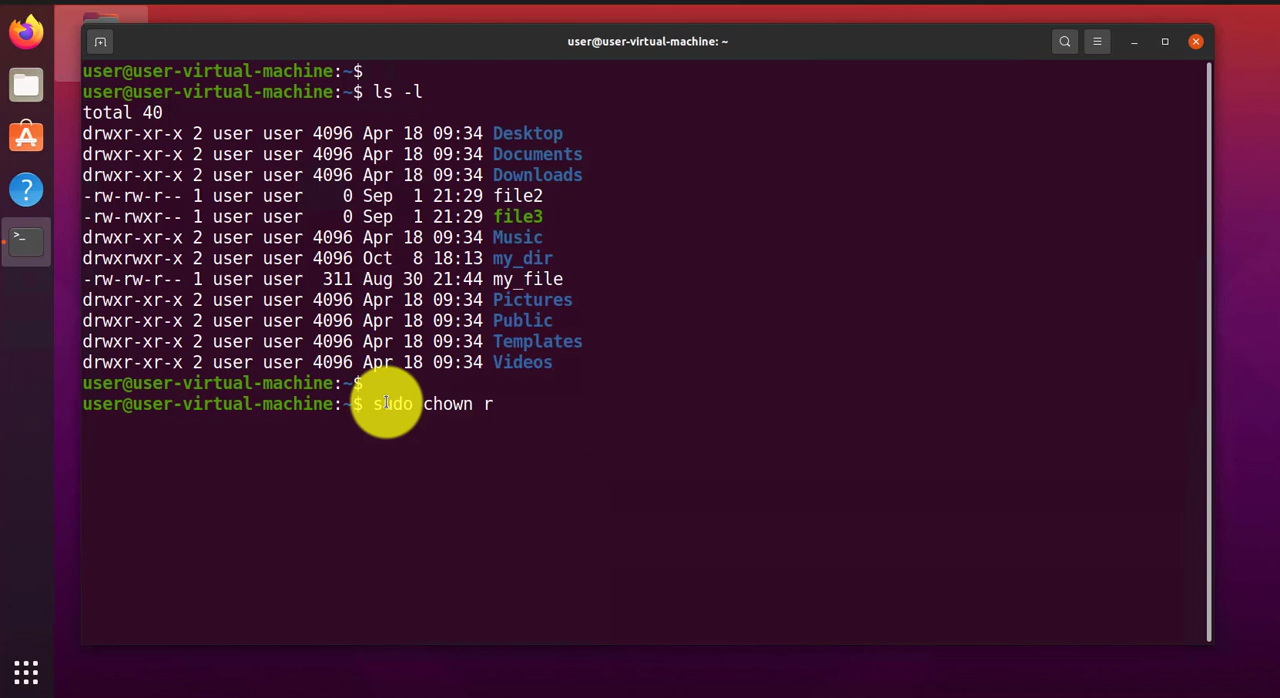 user@user-virtual-machine: ~
user@user-virtual-machine:~$
user@user-virtual-machine:~$ ls -l
total 40
drwxr-xr-x 2 user user 4096 Apr 18 09:34 Desktop
drwxr-xr-x 2 user user 4096 Apr 18 09:34 Documents
drwxr-xr-x 2 user user 4096 Apr 18 09:34 Downloads
-rw-rw-r-- 1 user user    0 Sep  1 21:29 file2
-rw-rwxr-- 1 user user    0 Sep  1 21:29 file3
drwxr-xr-x 2 user user 4096 Apr 18 09:34 Music
drwxrwxr-x 2 user user 4096 Oct  8 18:13 my_dir
-rw-rw-r-- 1 user user  311 Aug 30 21:44 my_file
drwxr-xr-x 2 user user 4096 Apr 18 09:34 Pictures
drwxr-xr-x 2 user user 4096 Apr 18 09:34 Public
drwxr-xr-x 2 user user 4096 Apr 18 09:34 Templates
drwxr-xr-x 2 user user 4096 Apr 18 09:34 Videos
user@user-virtual-machine:~$
user@user-virtual-machine:~$ sudo chown r